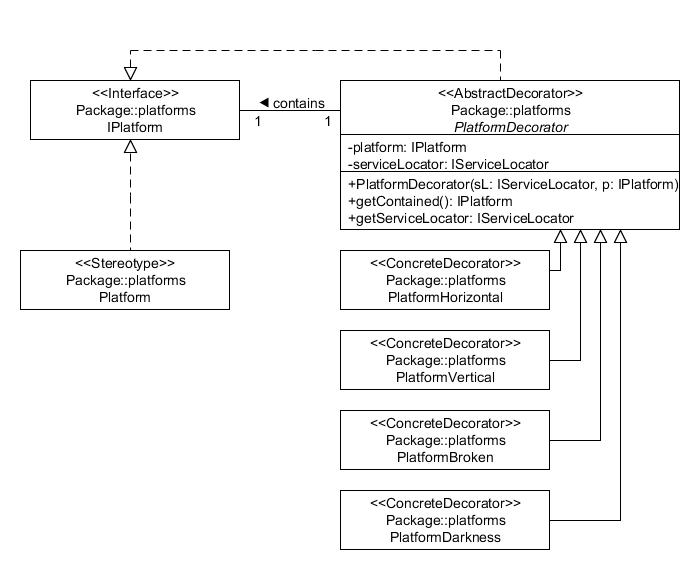 <<Interface>>
Package::platforms
IPlatform
◄ contains
1
1
<<AbstractDecorator>>
Package::platforms
PlatformDecorator
-platform: IPlatform
-serviceLocator: IServiceLocator
+PlatformDecorator(sL: IServiceLocator, p: IPlatform)
+getContained(): IPlatform
+getServiceLocator: IServiceLocator
<<Stereotype>>
Package::platforms
Platform
<<ConcreteDecorator>>
Package::platforms
PlatformHorizontal
<<ConcreteDecorator>>
Package::platforms
PlatformVertical
<<ConcreteDecorator>>
Package::platforms
PlatformBroken
<<ConcreteDecorator>>
Package::platforms
PlatformDarkness